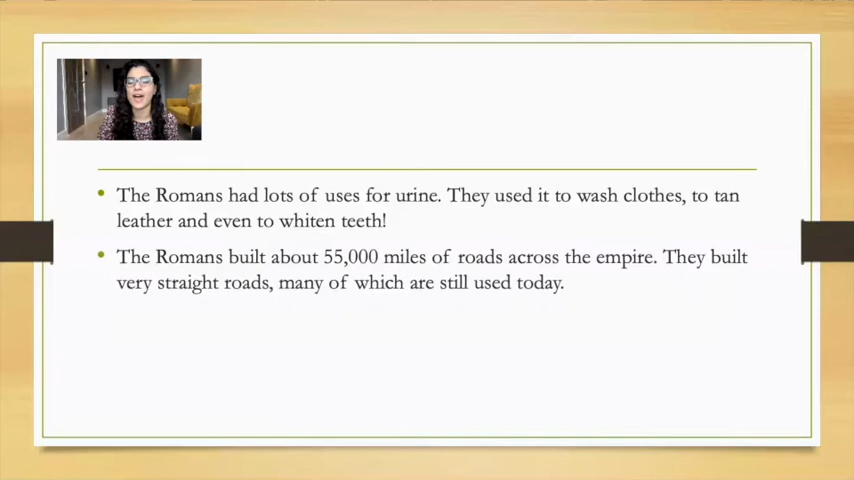 • The Romans had lots of uses for urine. They used it to wash clothes, to tan
leather and even to whiten teeth!
• The Romans built about 55,000 miles of roads across the empire. They built
very straight roads, many of which are still used today.